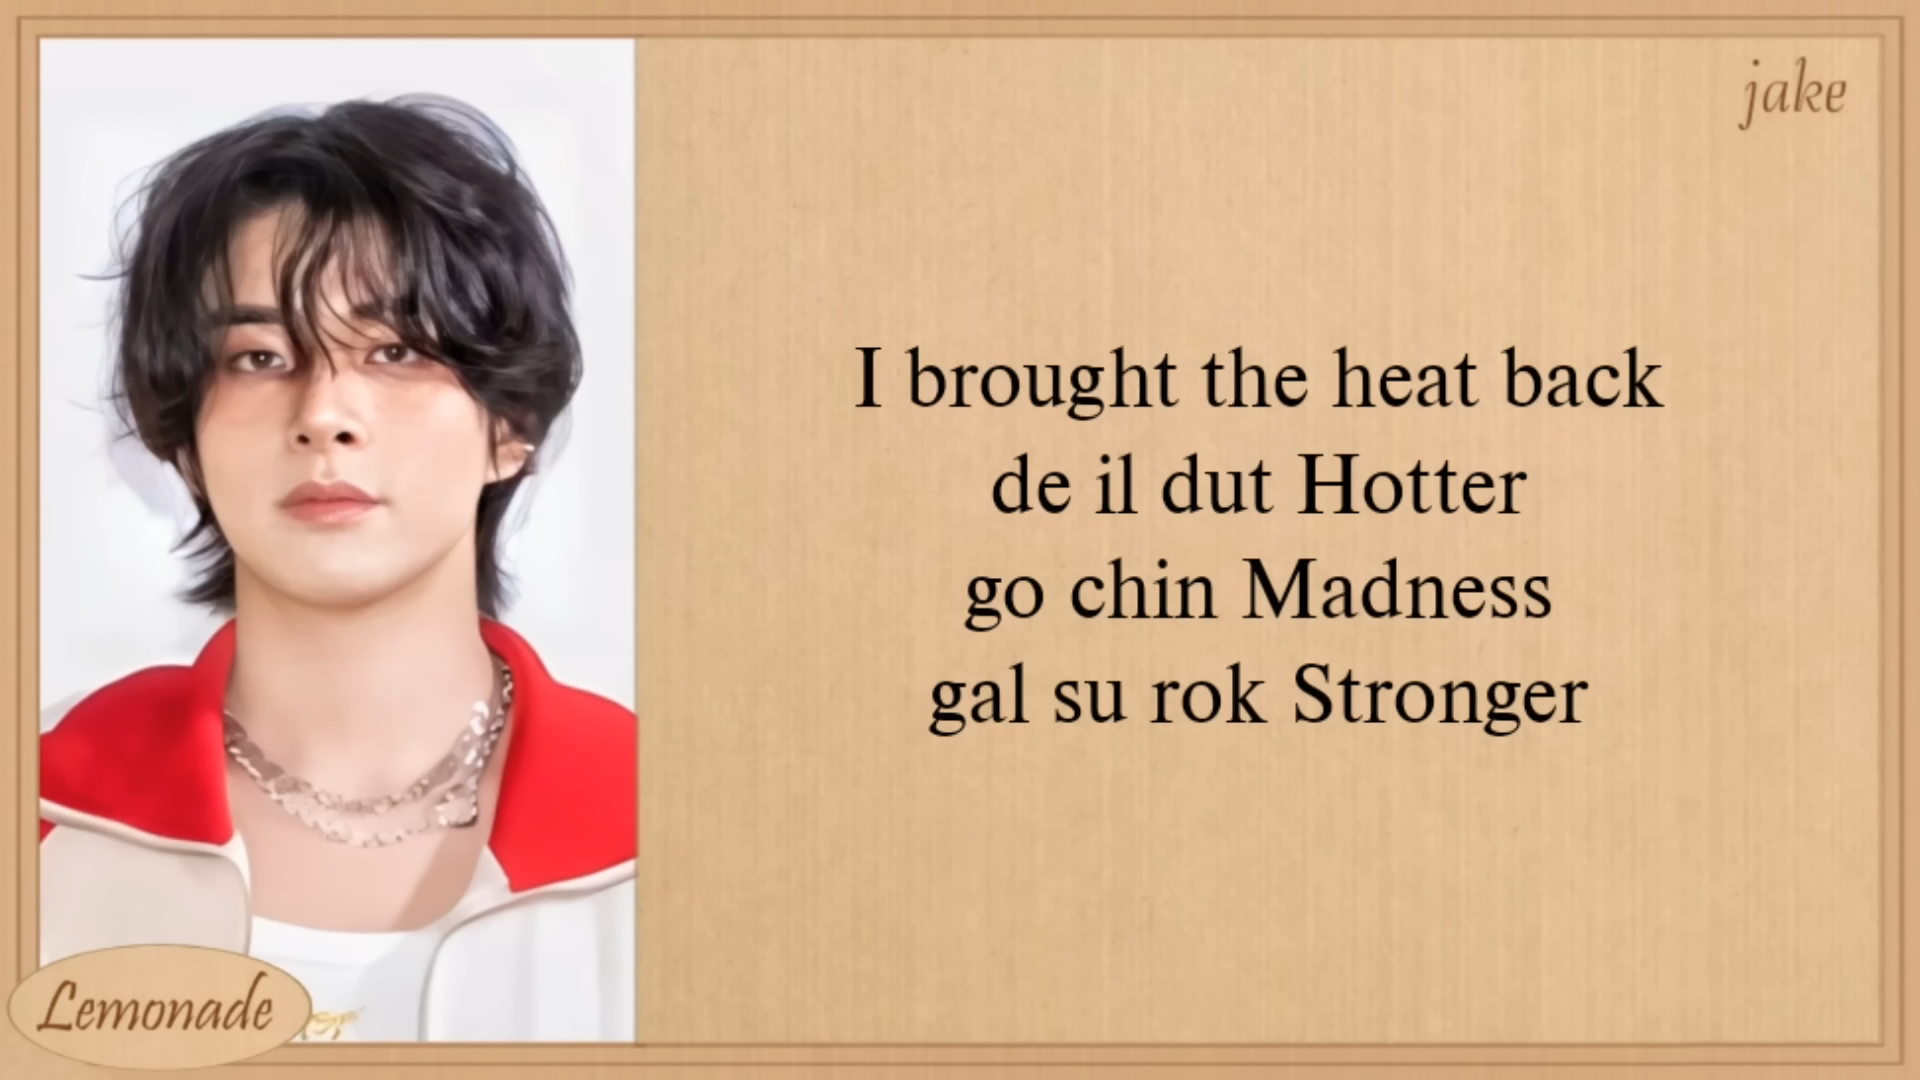 jake
I brought the heat back
de il dut Hotter
go chin Madness
gal su rok Stronger
Lemonade